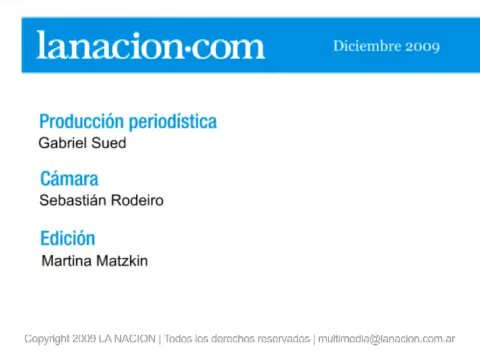 lanacion.com
Diciembre 2009
Producción periodística
Gabriel Sued
Cámara
Sebastián Rodeiro
Edición
Martina Matzkin
Copyright 2009 LA NACION | Todos los derechos reservados | multimedia@lanacion.com.ar